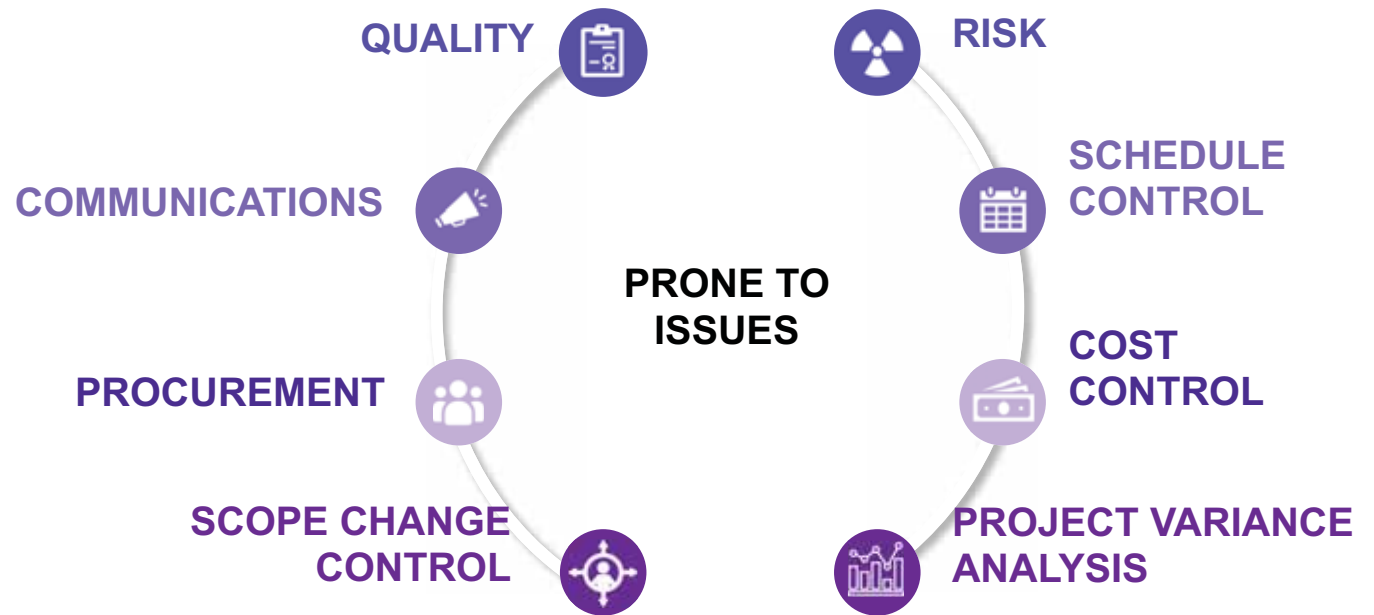 QUALITY
RISK
COMMUNICATIONS
SCHEDULE
CONTROL
PRONE TO
ISSUES
PROCUREMENT
COST
CONTROL
SCOPE CHANGE
CONTROL
PROJECT VARIANCE
ANALYSIS